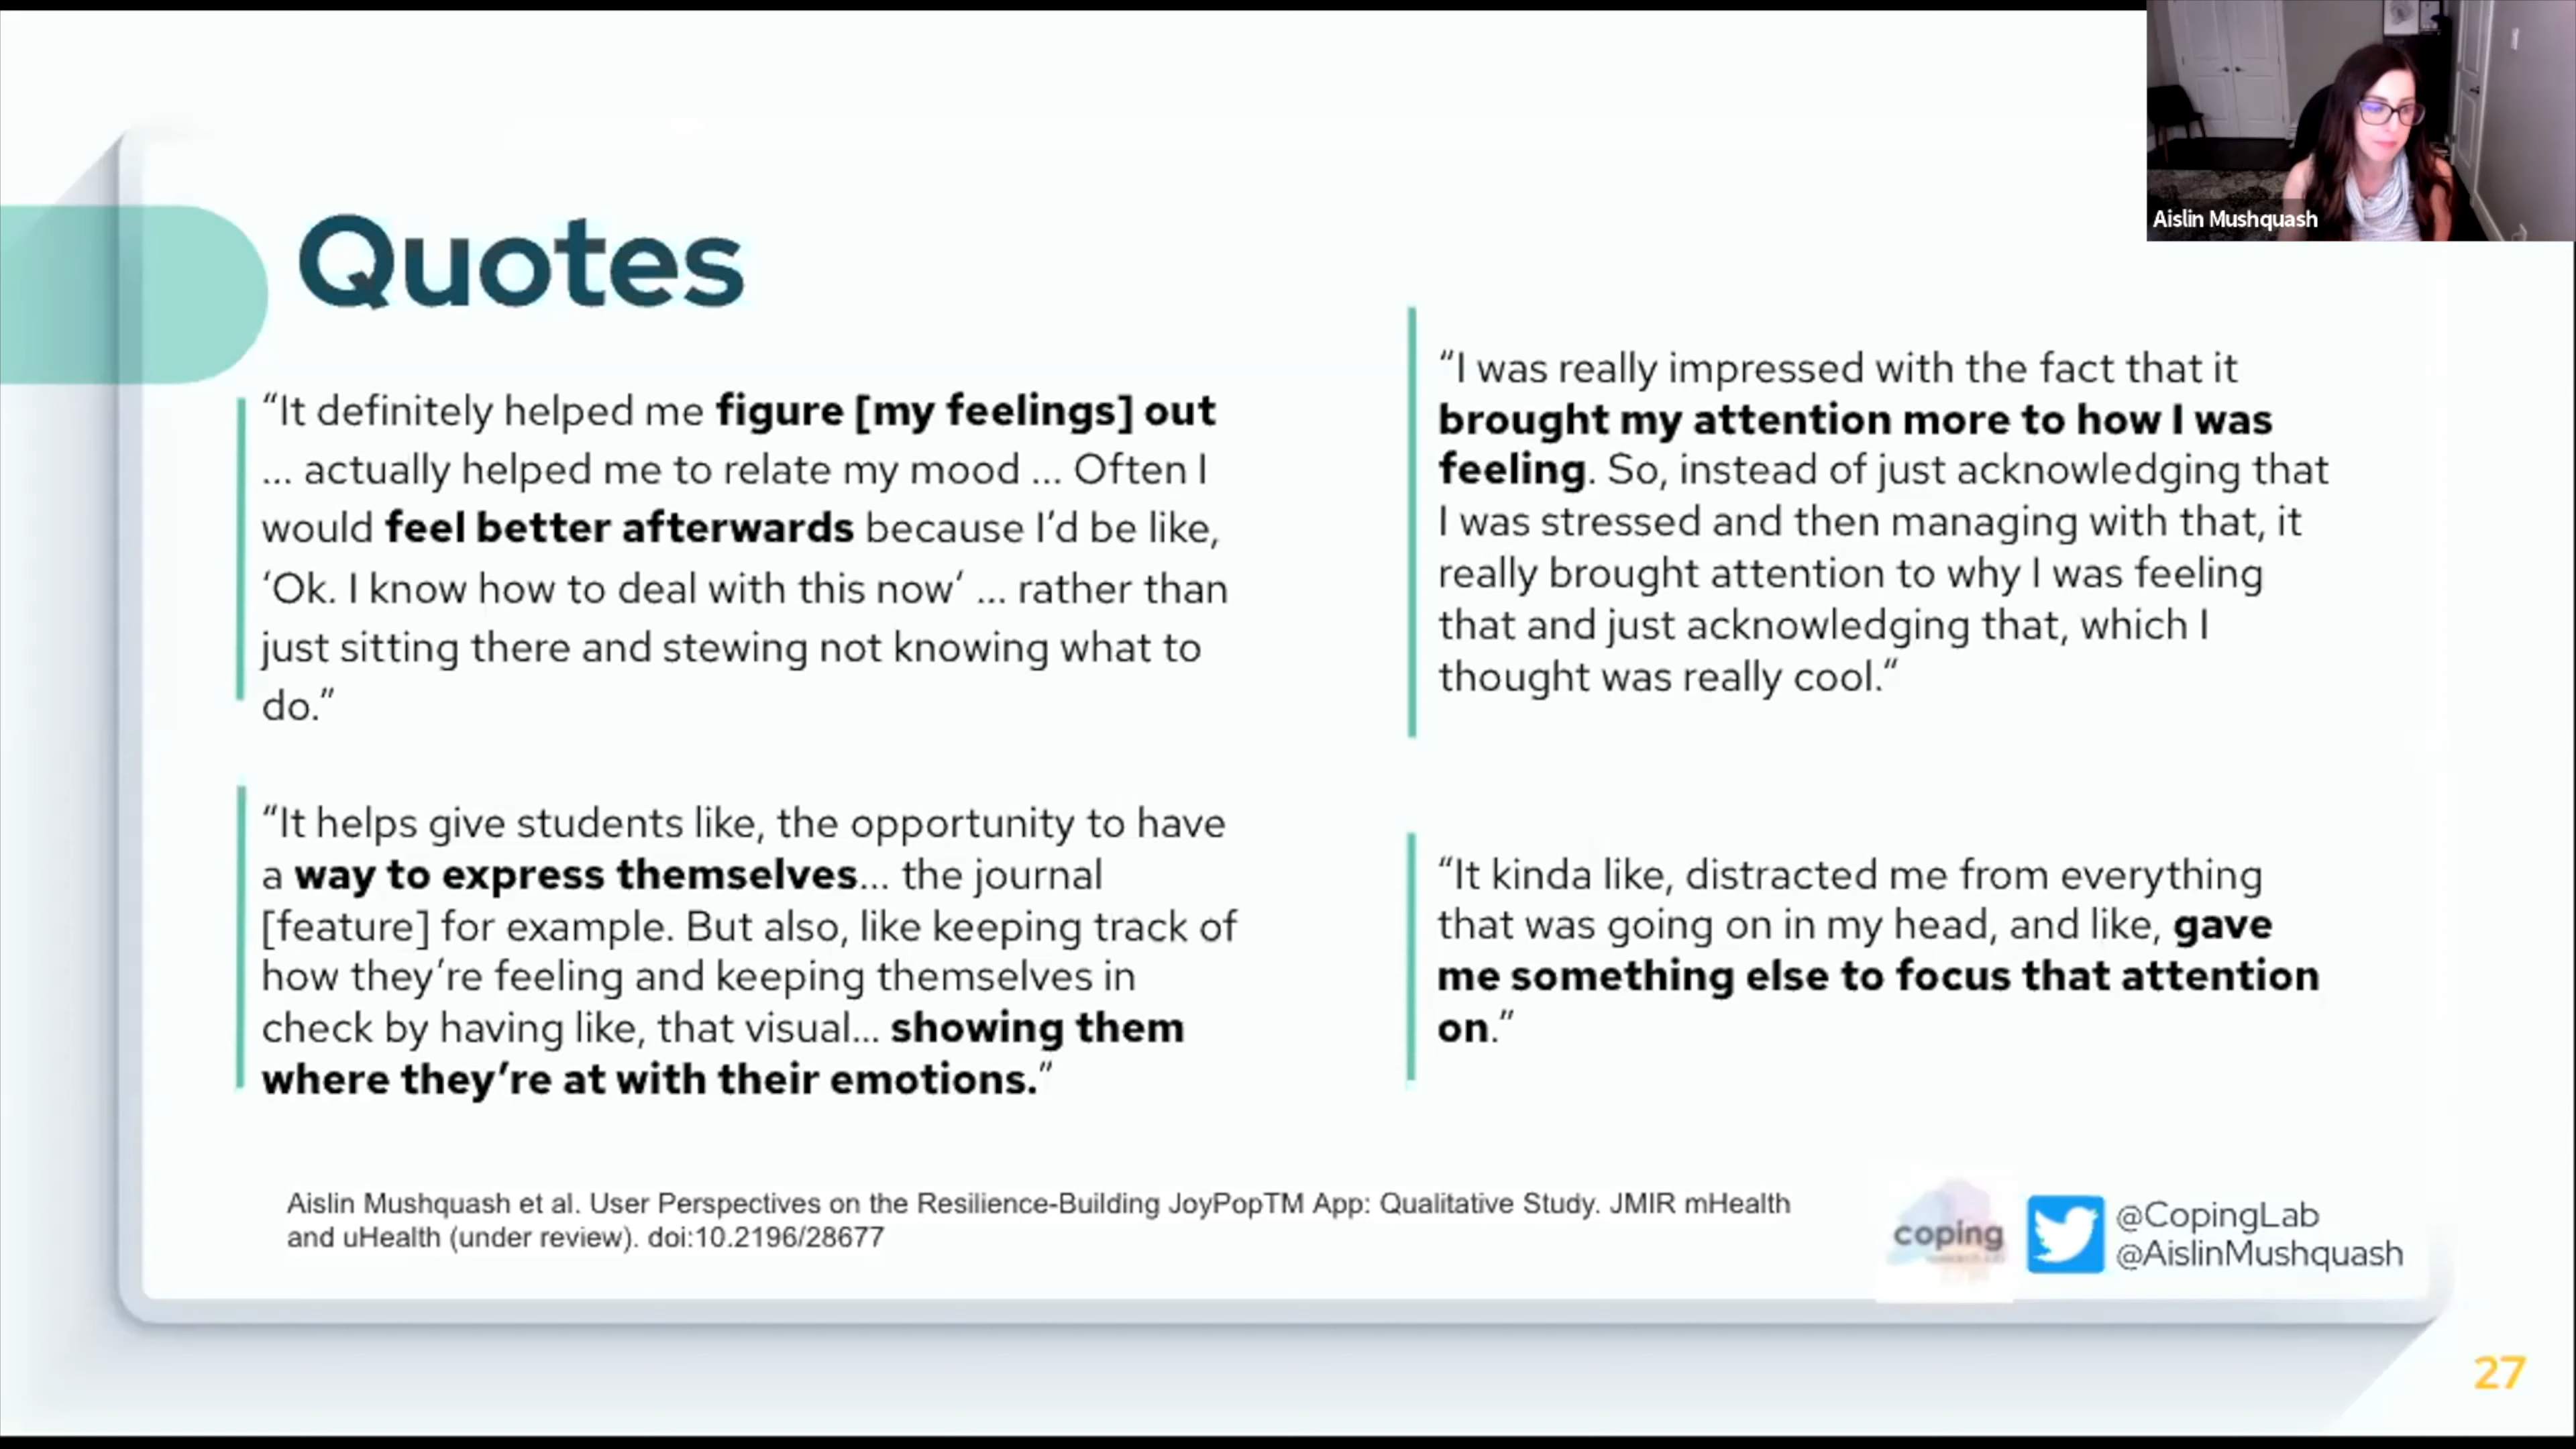 Aislin Mushquash
Quotes
“It definitely helped me figure [my feelings] out
... actually helped me to relate my mood ... Often I
would feel better afterwards because I’d be like,
‘Ok. I know how to deal with this now’ ... rather than
just sitting there and stewing not knowing what to
do.”
“It helps give students like, the opportunity to have
a way to express themselves... the journal
[feature] for example. But also, like keeping track of
how they’re feeling and keeping themselves in
check by having like, that visual... showing them
where they’re at with their emotions.”
“I was really impressed with the fact that it
brought my attention more to how I was
feeling. So, instead of just acknowledging that
I was stressed and then managing with that, it
really brought attention to why I was feeling
that and just acknowledging that, which I
thought was really cool.“
“It kinda like, distracted me from everything
that was going on in my head, and like, gave
me something else to focus that attention
on.”
Aislin Mushquash et al. User Perspectives on the Resilience-Building JoyPopTM App: Qualitative Study. JMIR mHealth
and uHealth (under review). doi:10.2196/28677
coping
@CopingLab
@AislinMushquash
27